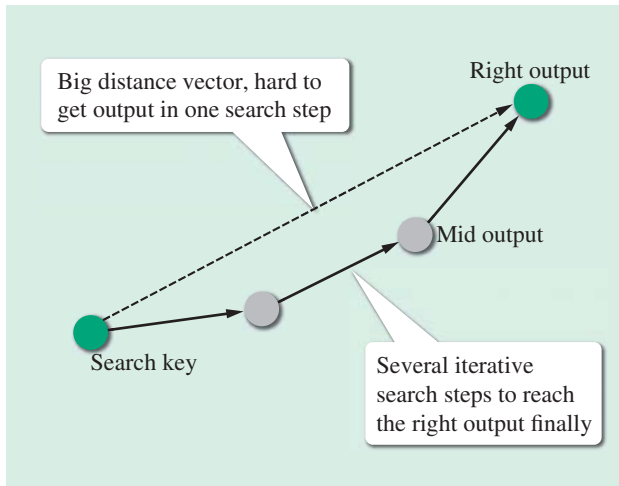 Big distance vector, hard to
get output in one search step
Right output
Mid output
Search key
Several iterative
search steps to reach
the right output finally